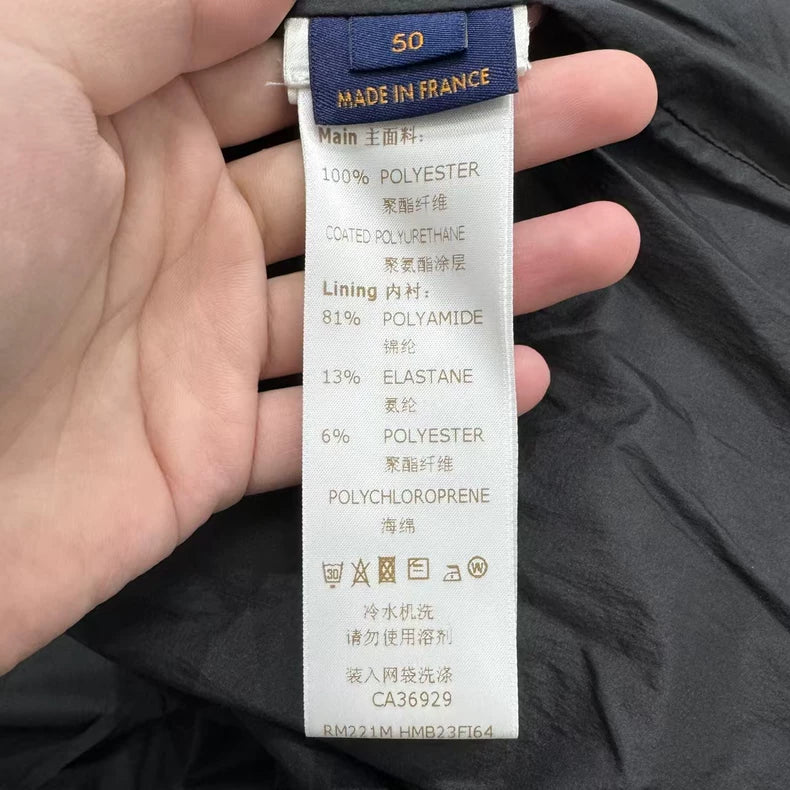 50
MADE IN FRANCE
Main 主面料:
100% POLYESTER
聚酯纤维
COATED POLYURETHANE
聚氨酯涂层
Lining 内衬:
81% POLYAMIDE
锦纶
13% ELASTANE
氨纶
6% POLYESTER
聚酯纤维
POLYCHLOROPRENE
海绵
30 W
冷水机洗
请勿使用溶剂
装入网袋洗涤
CA36929
RM221M HMB23FI64